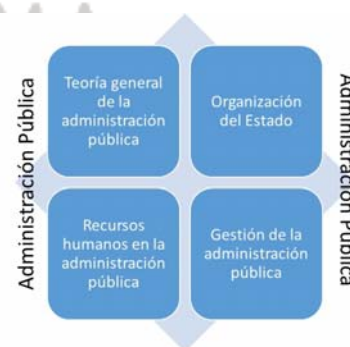 Administración Pública
Teoría general
de la
administración
pública
Organización
del Estado
Recursos
humanos en la
administración
pública
Gestión de la
administración
pública
Administración Pública